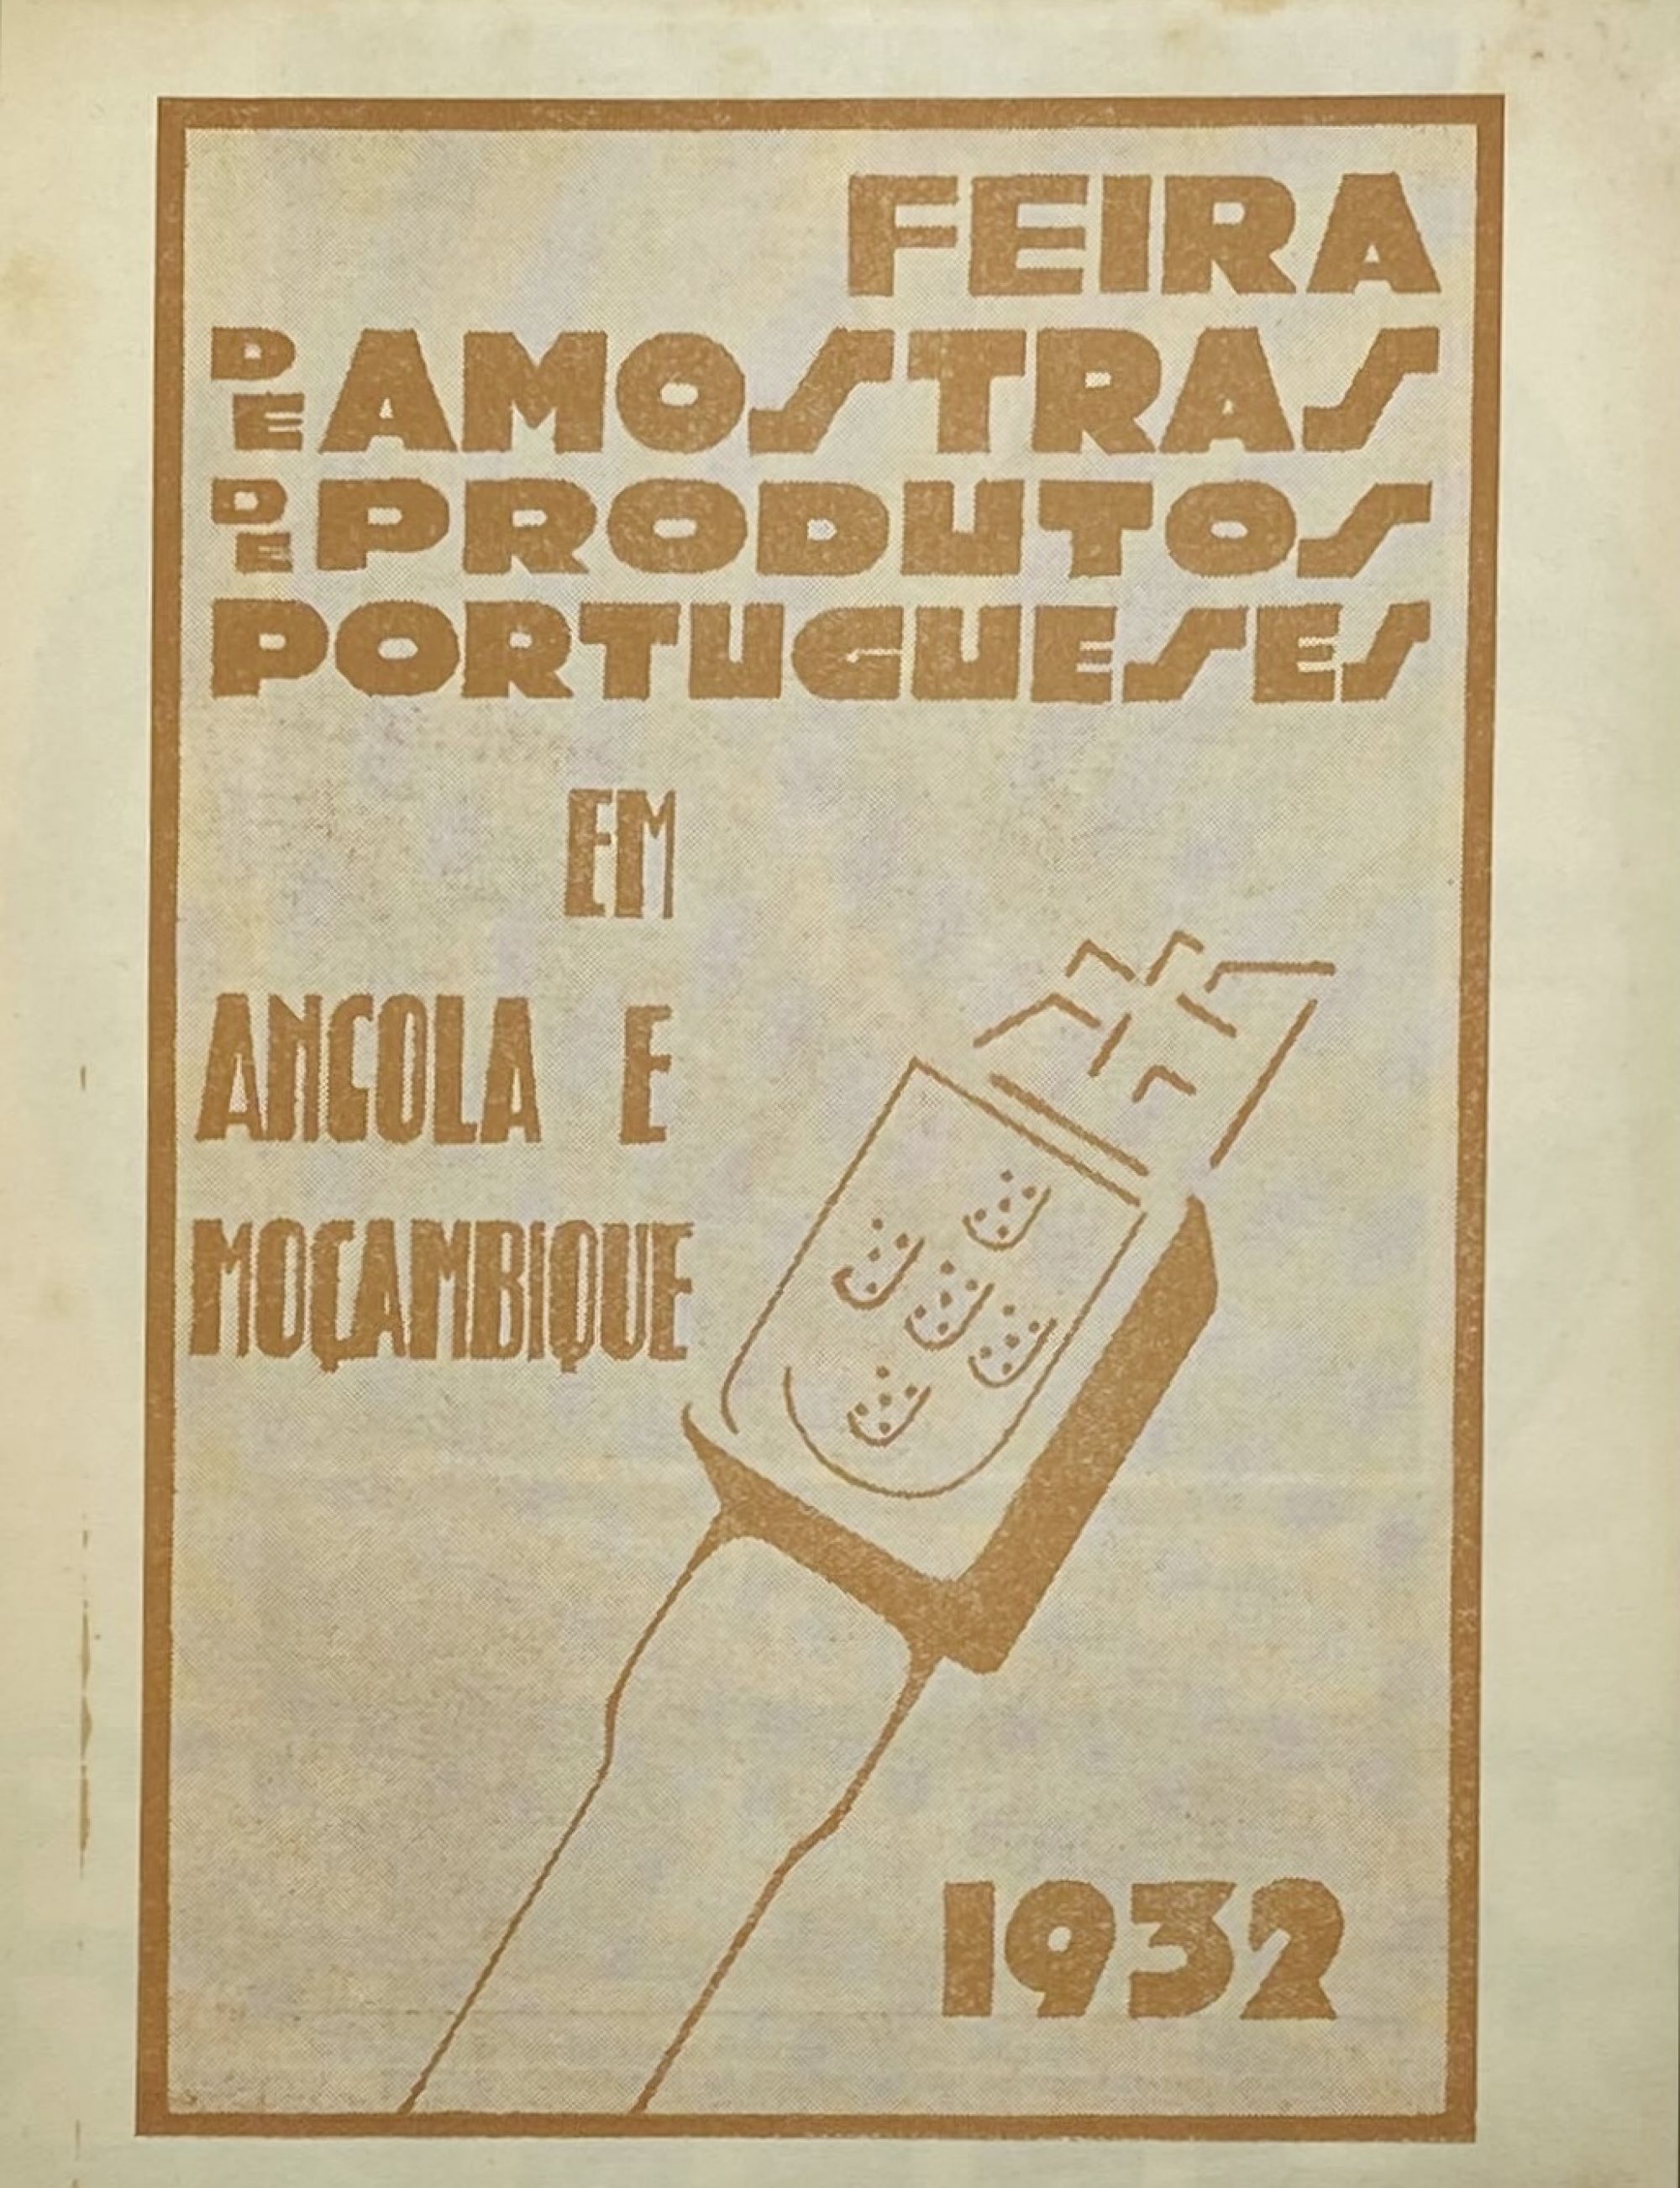 FEIRA
DE AMOSTRAS
DE PRODUTOS
PORTUGUESES
EM
ANGOLA E
MOÇAMBIQUE
1932